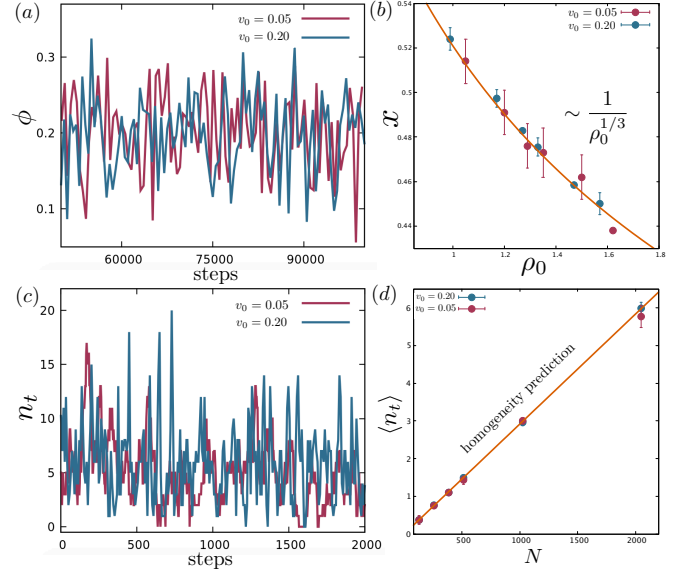 (a)
v₀ = 0.05
v₀ = 0.20
0.3
0.2
0.1
ϕ
60000
75000
90000
steps
(b)
v₀ = 0.05
v₀ = 0.20
0.54
0.52
0.5
0.48
0.46
0.44
x
∼ 1/ρ₀^{1/3}
1
1.2
1.4
1.6
1.8
ρ₀
(c)
v₀ = 0.05
v₀ = 0.20
20
15
10
5
0
n_t
0
500
1000
1500
2000
steps
(d)
v₀ = 0.20
v₀ = 0.05
6
5
4
3
2
1
0
⟨n_t⟩
homogeneity prediction
500
1000
1500
2000
N